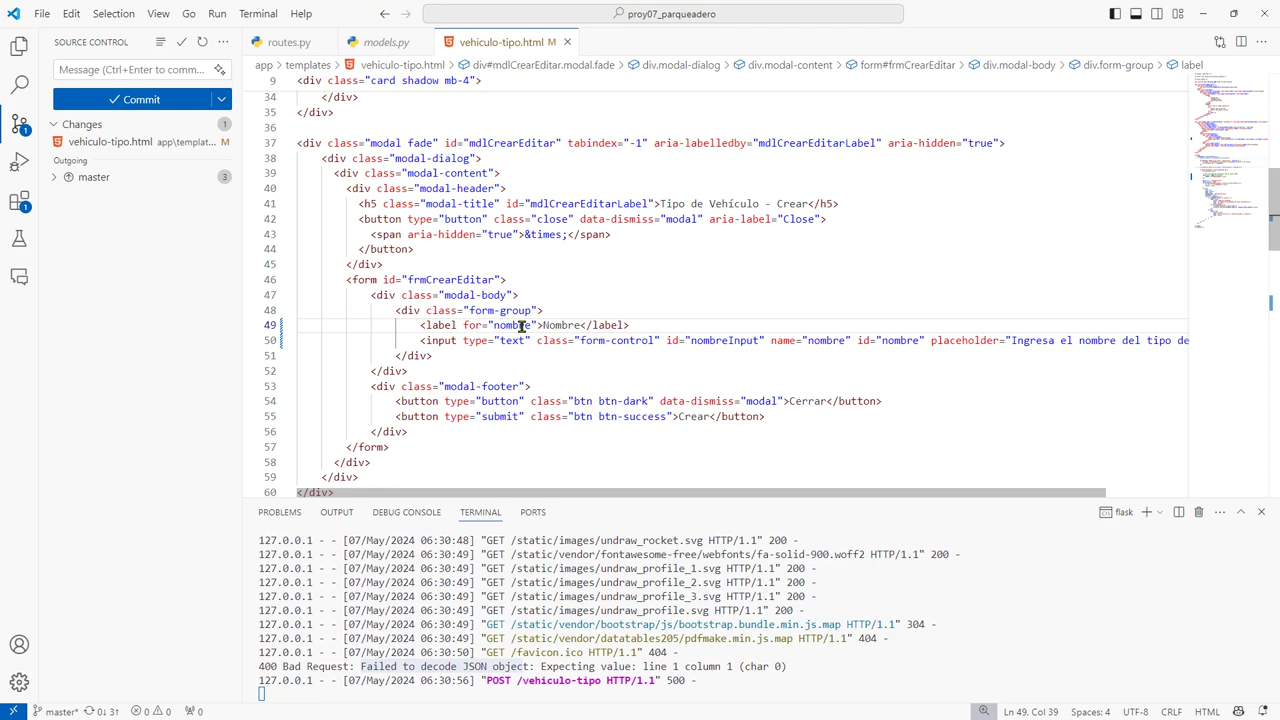 File Edit Selection View Go Run Terminal Help
proy07_parqueadero
SOURCE CONTROL
routes.py
models.py
vehiculo-tipo.html M
Message (Ctrl+Enter to comm...
Commit
Changes 1
vehiculo-tipo.html app\templat... M
Outgoing
master 3
1
1
app > templates > vehiculo-tipo.html > div#mdlCrearEditar.modal.fade > div.modal-dialog > div.modal-content > form#frmCrearEditar > div.modal-body > div.form-group > label
9 <div class="card shadow mb-4">
34 </div>
35 </div>
36
37 <div class="modal fade" id="mdlCrearEditar" tabindex="-1" aria-labelledby="mdlCrearEditarLabel" aria-hidden="true">
38 <div class="modal-dialog">
39 <div class="modal-content">
40 <div class="modal-header">
41 <h5 class="modal-title" id="mdlCrearEditarLabel">Tipo de Vehículo: Crear</h5>
42 <button type="button" class="close" data-dismiss="modal" aria-label="Close">
43 <span aria-hidden="true">&times;</span>
44 </button>
45 </div>
46 <form id="frmCrearEditar">
47 <div class="modal-body">
48 <div class="form-group">
49 <label for="nombre">Nombre</label>
50 <input type="text" class="form-control" id="nombreInput" name="nombre" id="nombre" placeholder="Ingresa el nombre del tipo de
51 </div>
52 </div>
53 <div class="modal-footer">
54 <button type="button" class="btn btn-dark" data-dismiss="modal">Cerrar</button>
55 <button type="submit" class="btn btn-success">Crear</button>
56 </div>
57 </form>
58 </div>
59 </div>
60 </div>
PROBLEMS OUTPUT DEBUG CONSOLE TERMINAL PORTS
flask
127.0.0.1 - - [07/May/2024 06:30:48] "GET /static/images/undraw_rocket.svg HTTP/1.1" 200 -
127.0.0.1 - - [07/May/2024 06:30:49] "GET /static/vendor/fontawesome-free/webfonts/fa-solid-900.woff2 HTTP/1.1" 200 -
127.0.0.1 - - [07/May/2024 06:30:49] "GET /static/images/undraw_profile_1.svg HTTP/1.1" 200 -
127.0.0.1 - - [07/May/2024 06:30:49] "GET /static/images/undraw_profile_2.svg HTTP/1.1" 200 -
127.0.0.1 - - [07/May/2024 06:30:49] "GET /static/images/undraw_profile_3.svg HTTP/1.1" 200 -
127.0.0.1 - - [07/May/2024 06:30:49] "GET /static/images/undraw_profile.svg HTTP/1.1" 200 -
127.0.0.1 - - [07/May/2024 06:30:49] "GET /static/vendor/bootstrap/js/bootstrap.bundle.min.js.map HTTP/1.1" 304 -
127.0.0.1 - - [07/May/2024 06:30:49] "GET /static/vendor/datatables205/pdfmake.min.js.map HTTP/1.1" 404 -
127.0.0.1 - - [07/May/2024 06:30:50] "GET /favicon.ico HTTP/1.1" 404 -
400 Bad Request: Failed to decode JSON object: Expecting value: line 1 column 1 (char 0)
127.0.0.1 - - [07/May/2024 06:30:56] "POST /vehiculo-tipo HTTP/1.1" 500 -
master* 0↓ 3↑ 0 0 0 Ln 49, Col 39 Spaces: 4 UTF-8 CRLF HTML